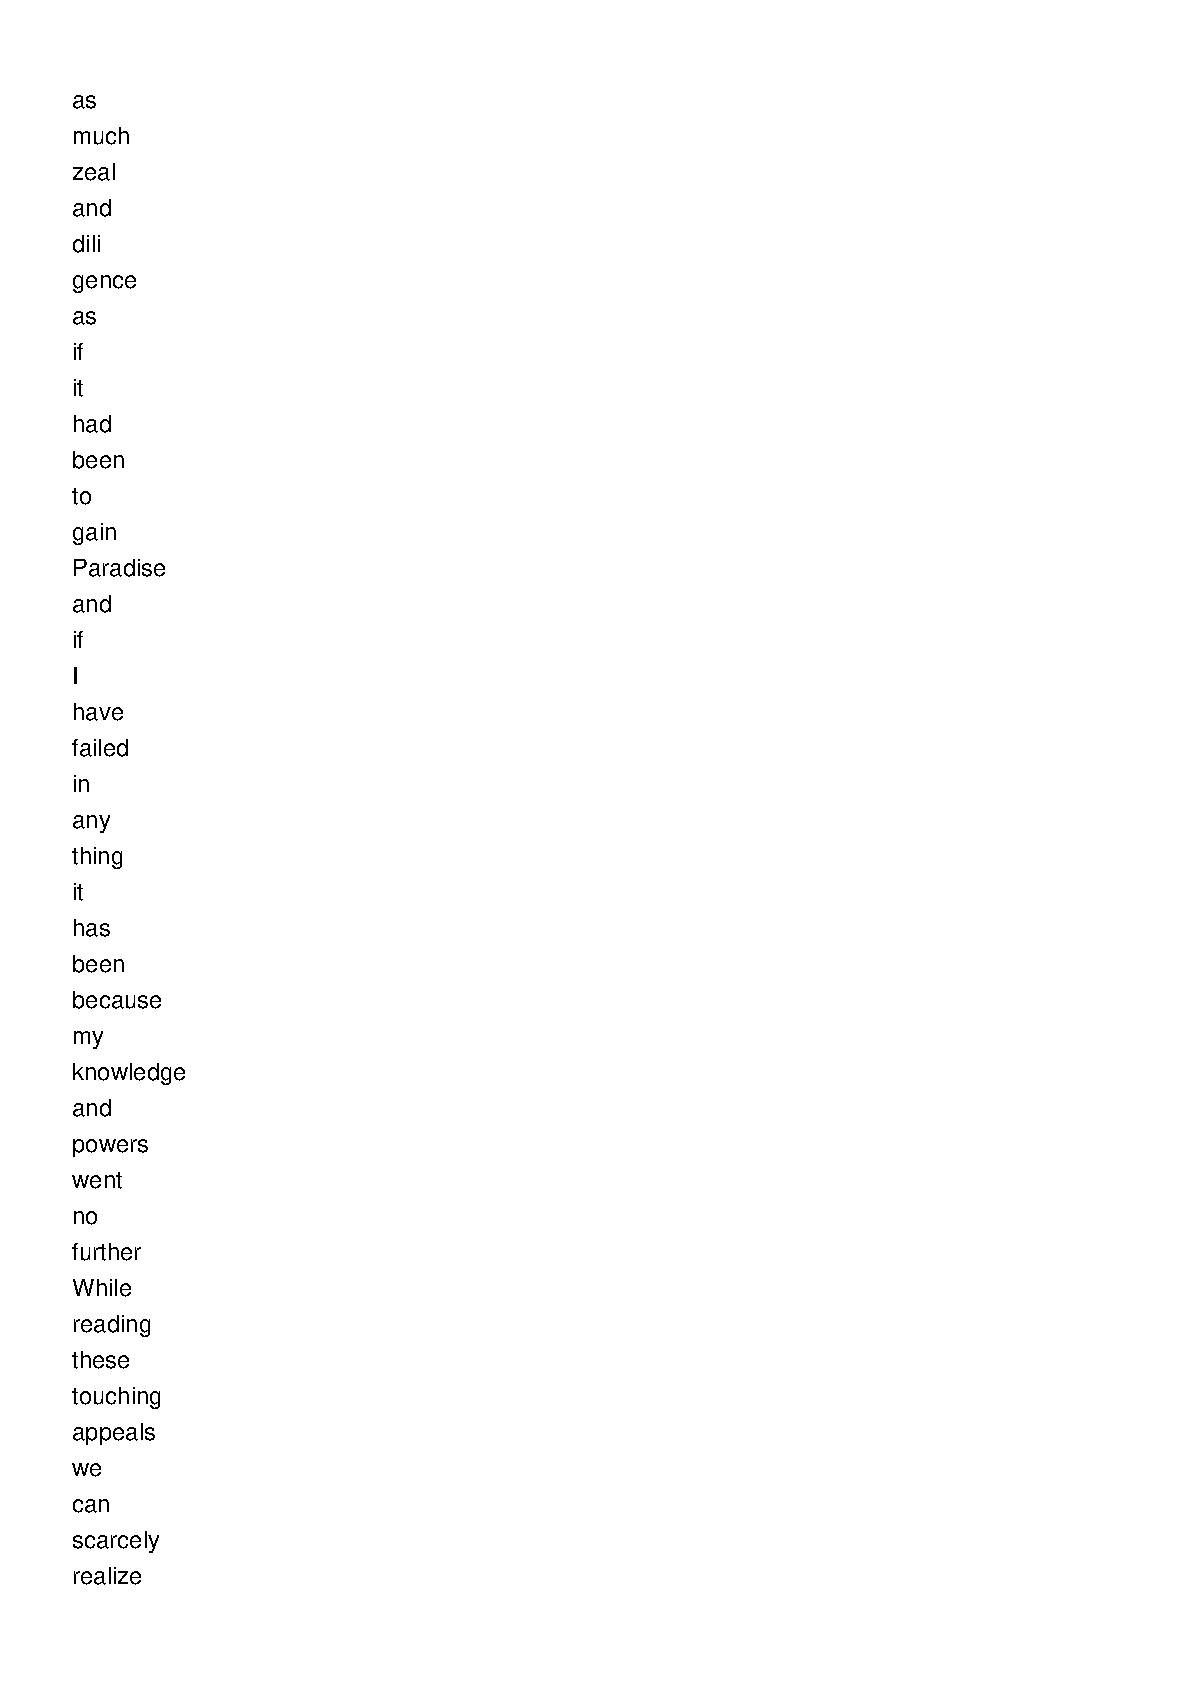 as
much
zeal
and
dili
gence
as
if
it
had
been
to
gain
Paradise
and
if
I
have
failed
in
any
thing
it
has
been
because
my
knowledge
and
powers
went
no
further
While
reading
these
touching
appeals
we
can
scarcely
realize